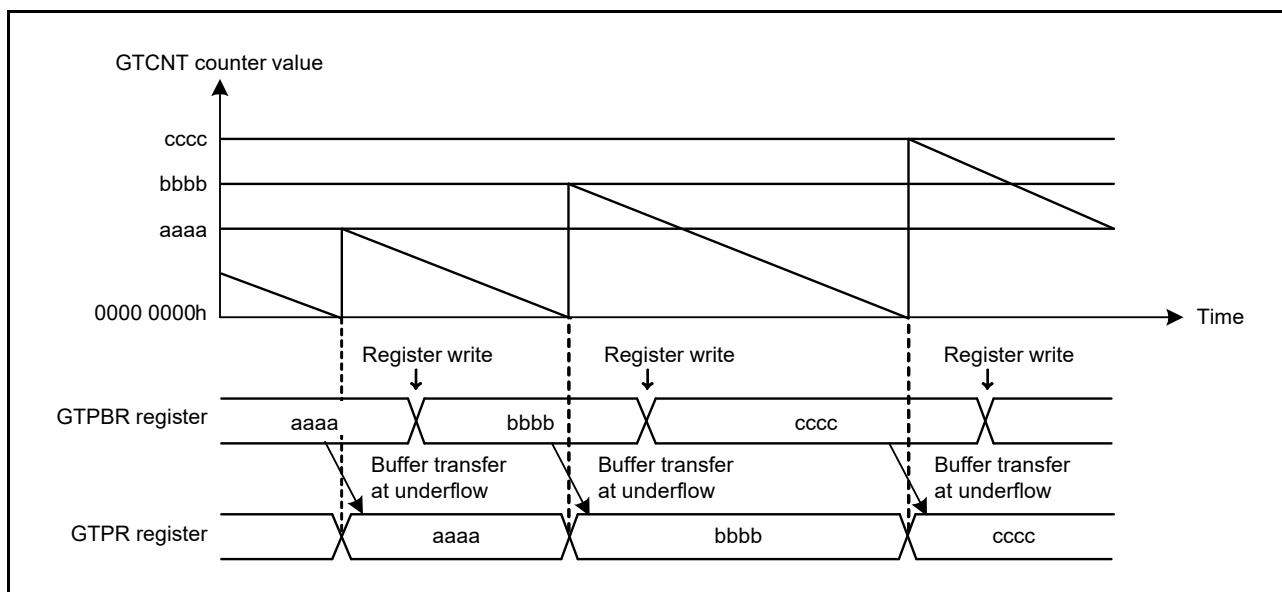 GTCNT counter value
cccc
bbbb
aaaa
0000 0000h
Time
Register write
Register write
Register write
GTPBR register
aaaa
bbbb
cccc
Buffer transfer
at underflow
Buffer transfer
at underflow
Buffer transfer
at underflow
GTPR register
aaaa
bbbb
cccc